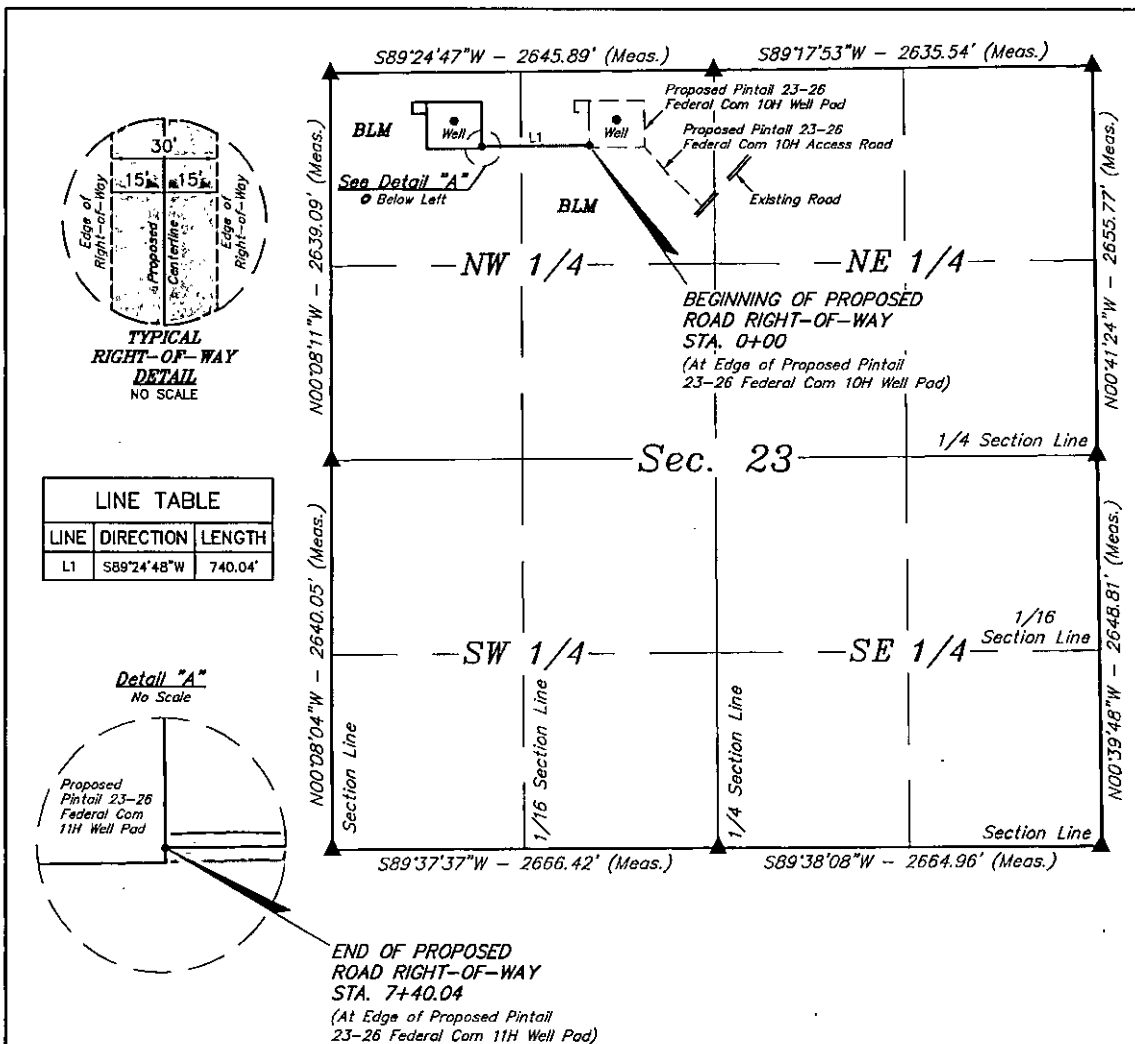 S89°24'47"W - 2645.89' (Meas.)
S89°17'53"W - 2635.54' (Meas.)
N00°08'11"W - 2639.09' (Meas.)
N00°08'04"W - 2640.05' (Meas.)
N00°41'24"W - 2655.77' (Meas.)
N00°39'48"W - 2648.81' (Meas.)
30'
15'
15'
Edge of
Right-of-Way
Proposed
Centerline
Edge of
Right-of-Way
TYPICAL
RIGHT-OF-WAY
DETAIL
NO SCALE
BLM
Well
L1
Well
Proposed Pintail 23-26
Federal Com 10H Well Pad
Proposed Pintail 23-26
Federal Com 10H Access Road
Existing Road
See Detail "A"
Below Left
BLM
NW 1/4
NE 1/4
BEGINNING OF PROPOSED
ROAD RIGHT-OF-WAY
STA. 0+00
(At Edge of Proposed Pintail
23-26 Federal Com 10H Well Pad)
1/4 Section Line
Sec. 23
LINE TABLE
LINE DIRECTION LENGTH
L1 S89°24'48"W 740.04'
SW 1/4
SE 1/4
1/16
Section Line
Section Line
1/16 Section Line
1/4 Section Line
Section Line
S89°37'37"W - 2666.42' (Meas.)
S89°38'08"W - 2664.96' (Meas.)
Detail "A"
No Scale
Proposed
Pintail 23-26
Federal Com
11H Well Pad
END OF PROPOSED
ROAD RIGHT-OF-WAY
STA. 7+40.04
(At Edge of Proposed Pintail
23-26 Federal Com 11H Well Pad)